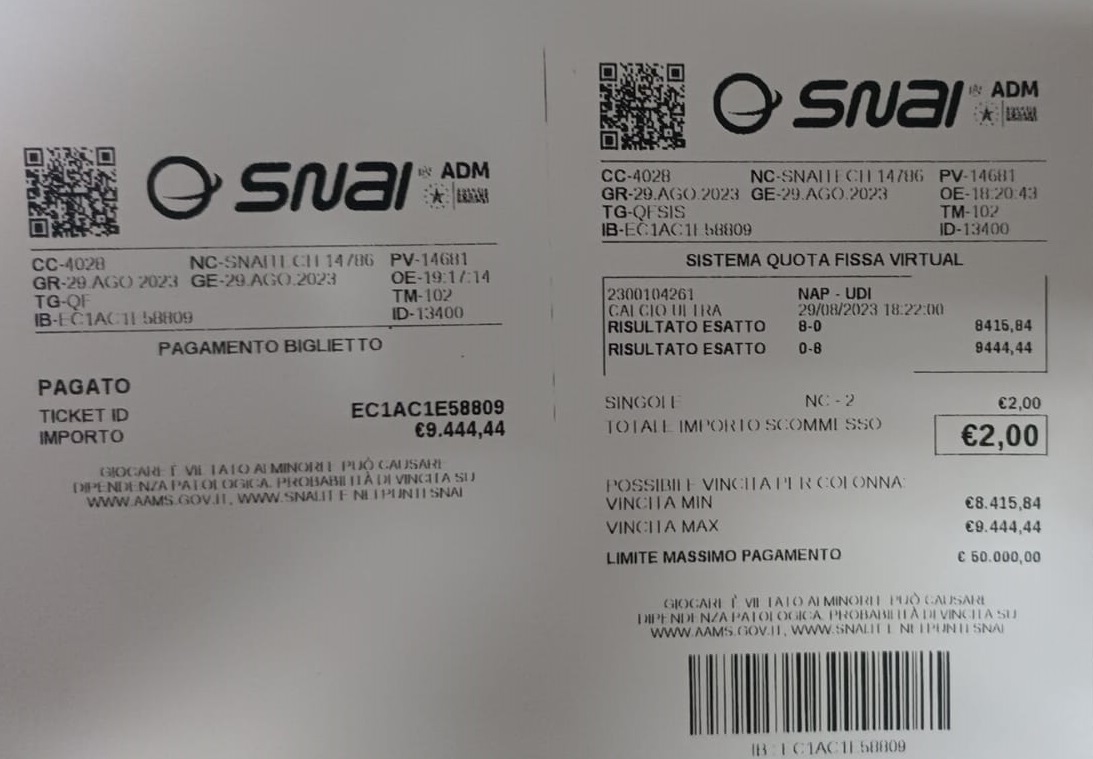 snai ADM
CC-4028 NC-SNAITECH 14786 PV-14681
GR-29.AGO 2023 GE-29.AGO.2023 OE-19:17:14
TG-QF TM-102
IB-EC1AC1E58809 ID-13400
PAGAMENTO BIGLIETTO
PAGATO
TICKET ID EC1AC1E58809
IMPORTO €9.444,44
GIOCARE È VIETATO AI MINORI E PUÒ CAUSARE
DIPENDENZA PATOLOGICA. PROBABILITÀ DI VINCITA SU
WWW.AAMS.GOV.IT, WWW.SNAI.IT E NEI PUNTI SNAI
snai ADM
CC-4028 NC-SNAITECH 14786 PV-14681
GR-29.AGO 2023 GE-29.AGO.2023 OE-18:20:43
TG-QFSIS TM-102
IB-EC1AC1E58809 ID-13400
SISTEMA QUOTA FISSA VIRTUAL
2300104261 NAP - UDI
CALCIO ULTRA 29/08/2023 18:22:00
RISULTATO ESATTO 8-0 8415,84
RISULTATO ESATTO 0-8 9444,44
SINGOLE NC - 2 €2,00
TOTALE IMPORTO SCOMMESSO €2,00
POSSIBILE VINCITA PER COLONNA:
VINCITA MIN €8.415,84
VINCITA MAX €9.444,44
LIMITE MASSIMO PAGAMENTO € 50.000,00
GIOCARE È VIETATO AI MINORI E PUÒ CAUSARE
DIPENDENZA PATOLOGICA. PROBABILITÀ DI VINCITA SU
WWW.AAMS.GOV.IT, WWW.SNAI.IT E NEI PUNTI SNAI
IB : EC1AC1E58809